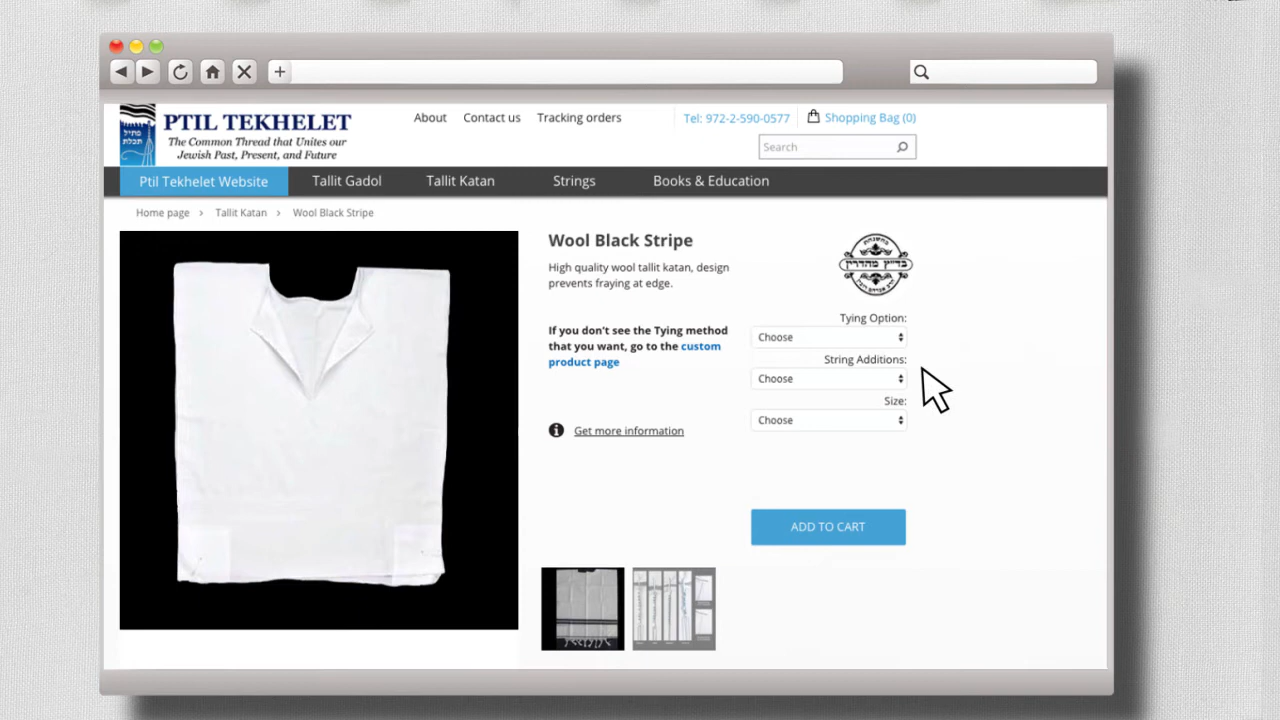 פתיל
תכלת
PTIL TEKHELET
The Common Thread that Unites our
Jewish Past, Present, and Future
About
Contact us
Tracking orders
Tel: 972-2-590-0577
Shopping Bag (0)
Search
Ptil Tekhelet Website
Tallit Gadol
Tallit Katan
Strings
Books & Education
Home page > Tallit Katan > Wool Black Stripe
Wool Black Stripe
High quality wool tallit katan, design
prevents fraying at edge.
If you don't see the Tying method
that you want, go to the custom
product page
Get more information
בד"ץ מהדרין
Tying Option:
Choose
String Additions:
Choose
Size:
Choose
ADD TO CART